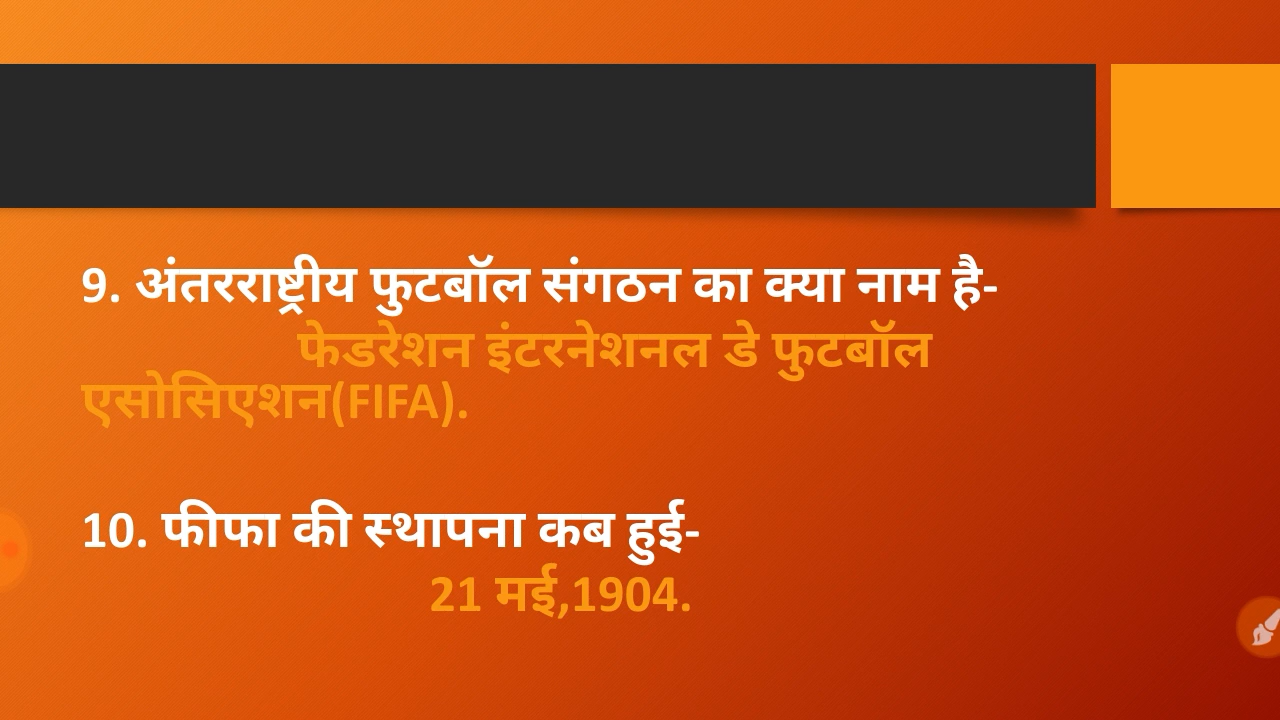 9. अंतरराष्ट्रीय फुटबॉल संगठन का क्या नाम है-
फेडरेशन इंटरनेशनल डे फुटबॉल
एसोसिएशन(FIFA).
10. फीफा की स्थापना कब हुई-
21 मई,1904.